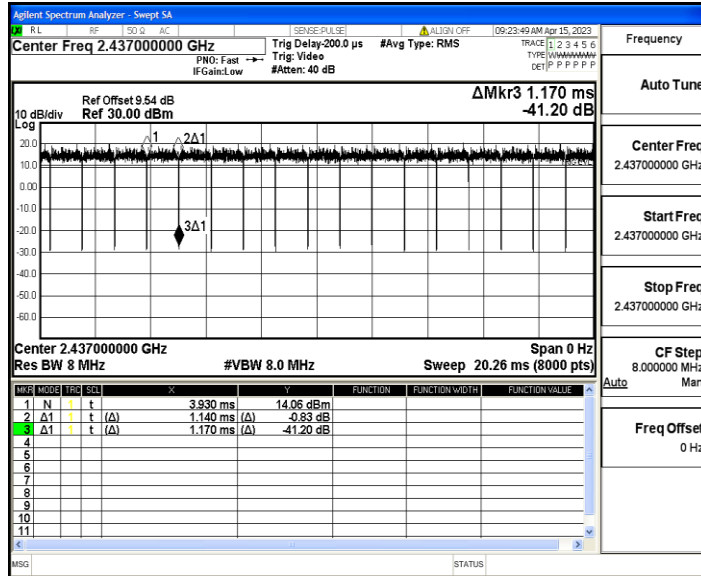 Agilent Spectrum Analyzer - Swept SA
RL RF 50 Ω AC SENSE:PULSE ALIGN OFF 09:23:49 AM Apr 15, 2023
Center Freq 2.437000000 GHz
PNO: Fast
IFGain:Low
Trig Delay-200.0 µs
Trig: Video
#Atten: 40 dB
#Avg Type: RMS
TRACE 1 2 3 4 5 6
TYPE
DET P P P P P P
ΔMkr3 1.170 ms
-41.20 dB
Ref Offset 9.54 dB
10 dB/div Ref 30.00 dBm
Log
20.0
10.0
0.00
-10.0
-20.0
-30.0
-40.0
-50.0
-60.0
1
2Δ1
3Δ1
Center 2.437000000 GHz Span 0 Hz
Res BW 8 MHz #VBW 8.0 MHz Sweep 20.26 ms (8000 pts)
MKR MODE TRC SCL X Y FUNCTION FUNCTION WIDTH FUNCTION VALUE
1 N 1 t 3.930 ms 14.06 dBm
2 Δ1 1 t (Δ) 1.140 ms (Δ) -0.83 dB
3 Δ1 1 t (Δ) 1.170 ms (Δ) -41.20 dB
4
5
6
7
8
9
10
11
MSG STATUS
Frequency
Auto Tune
Center Freq
2.437000000 GHz
Start Freq
2.437000000 GHz
Stop Freq
2.437000000 GHz
CF Step
8.000000 MHz
Auto Man
Freq Offset
0 Hz